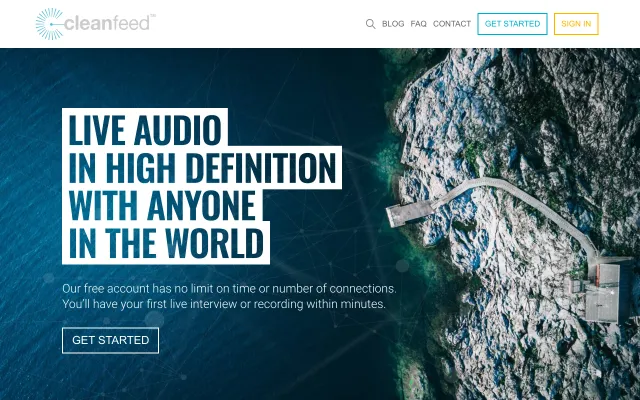 cleanfeed™
BLOG FAQ CONTACT GET STARTED SIGN IN
LIVE AUDIO
IN HIGH DEFINITION
WITH ANYONE
IN THE WORLD
Our free account has no limit on time or number of connections.
You'll have your first live interview or recording within minutes.
GET STARTED